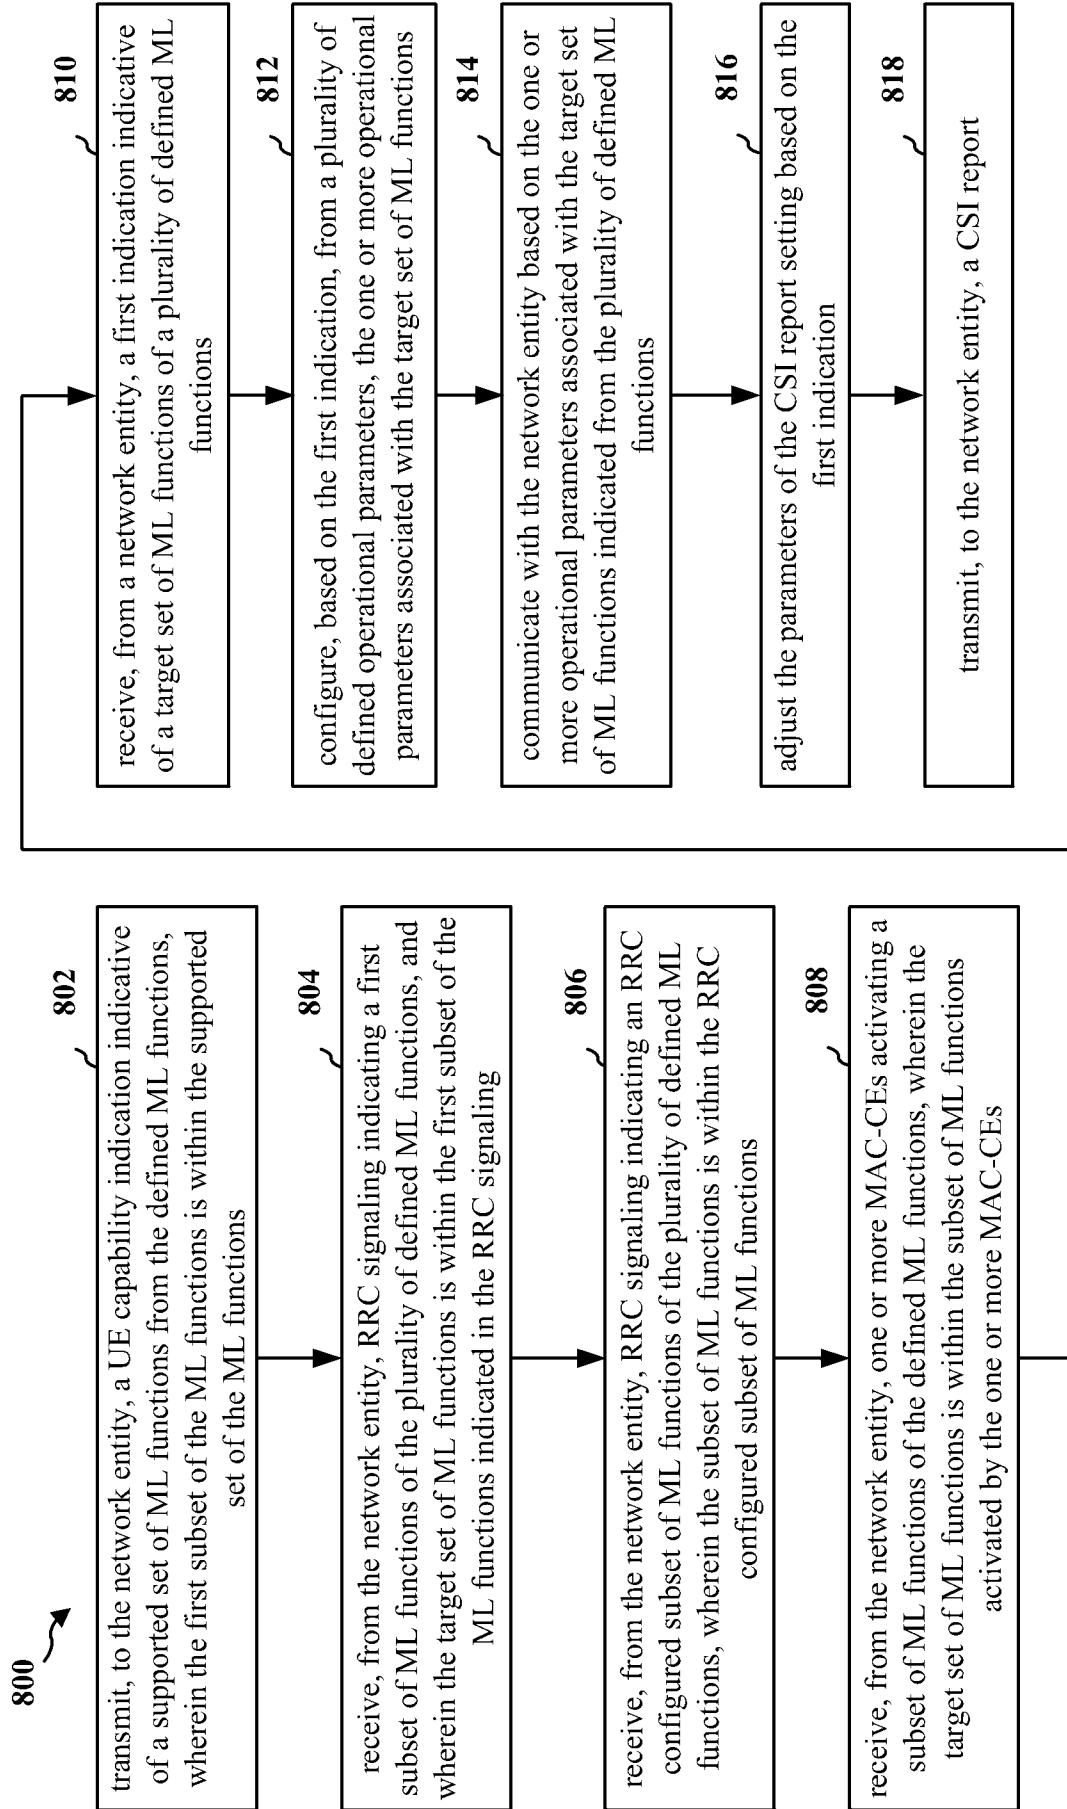 800
802
transmit, to the network entity, a UE capability indication indicative
of a supported set of ML functions from the defined ML functions,
wherein the first subset of the ML functions is within the supported
set of the ML functions
804
receive, from the network entity, RRC signaling indicating a first
subset of ML functions of the plurality of defined ML functions, and
wherein the target set of ML functions is within the first subset of the
ML functions indicated in the RRC signaling
806
receive, from the network entity, RRC signaling indicating an RRC
configured subset of ML functions of the plurality of defined ML
functions, wherein the subset of ML functions is within the RRC
configured subset of ML functions
808
receive, from the network entity, one or more MAC-CEs activating a
subset of ML functions of the defined ML functions, wherein the
target set of ML functions is within the subset of ML functions
activated by the one or more MAC-CEs
810
receive, from a network entity, a first indication indicative
of a target set of ML functions of a plurality of defined ML
functions
812
configure, based on the first indication, from a plurality of
defined operational parameters, the one or more operational
parameters associated with the target set of ML functions
814
communicate with the network entity based on the one or
more operational parameters associated with the target set
of ML functions indicated from the plurality of defined ML
functions
816
adjust the parameters of the CSI report setting based on the
first indication
818
transmit, to the network entity, a CSI report